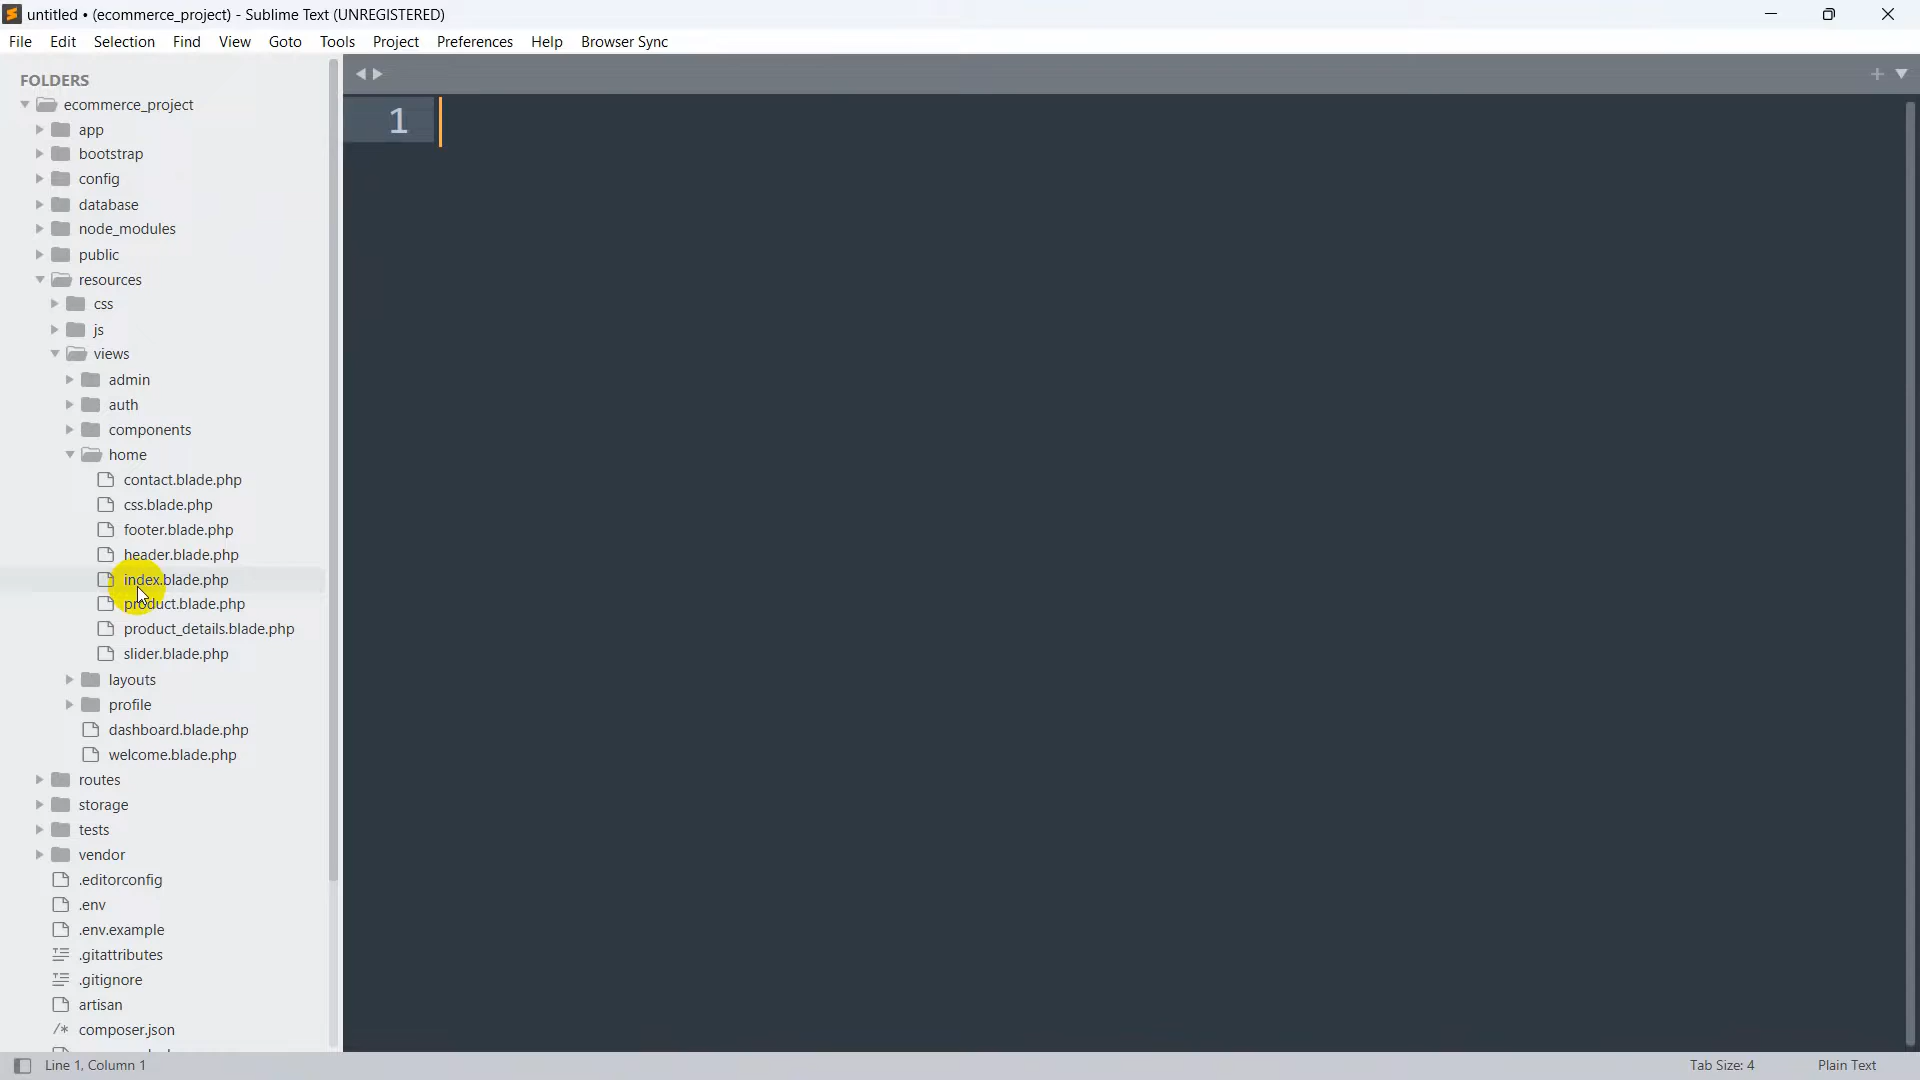 untitled • (ecommerce_project) - Sublime Text (UNREGISTERED)
File Edit Selection Find View Goto Tools Project Preferences Help Browser Sync
FOLDERS
ecommerce_project
1
app
bootstrap
config
database
node_modules
public
resources
css
js
views
admin
auth
components
home
contact.blade.php
css.blade.php
footer.blade.php
header.blade.php
index.blade.php
product.blade.php
product_details.blade.php
slider.blade.php
layouts
profile
dashboard.blade.php
welcome.blade.php
routes
storage
tests
vendor
.editorconfig
.env
.env.example
.gitattributes
.gitignore
artisan
/* composer.json
Line 1, Column 1 Tab Size: 4 Plain Text